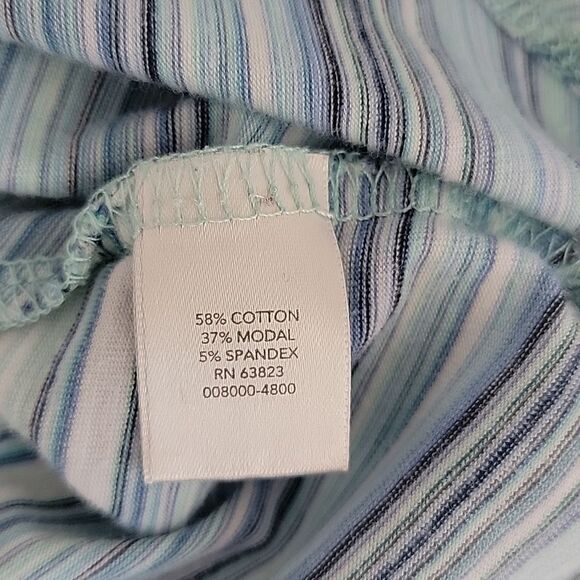 58% COTTON
37% MODAL
5% SPANDEX
RN 63823
008000-4800